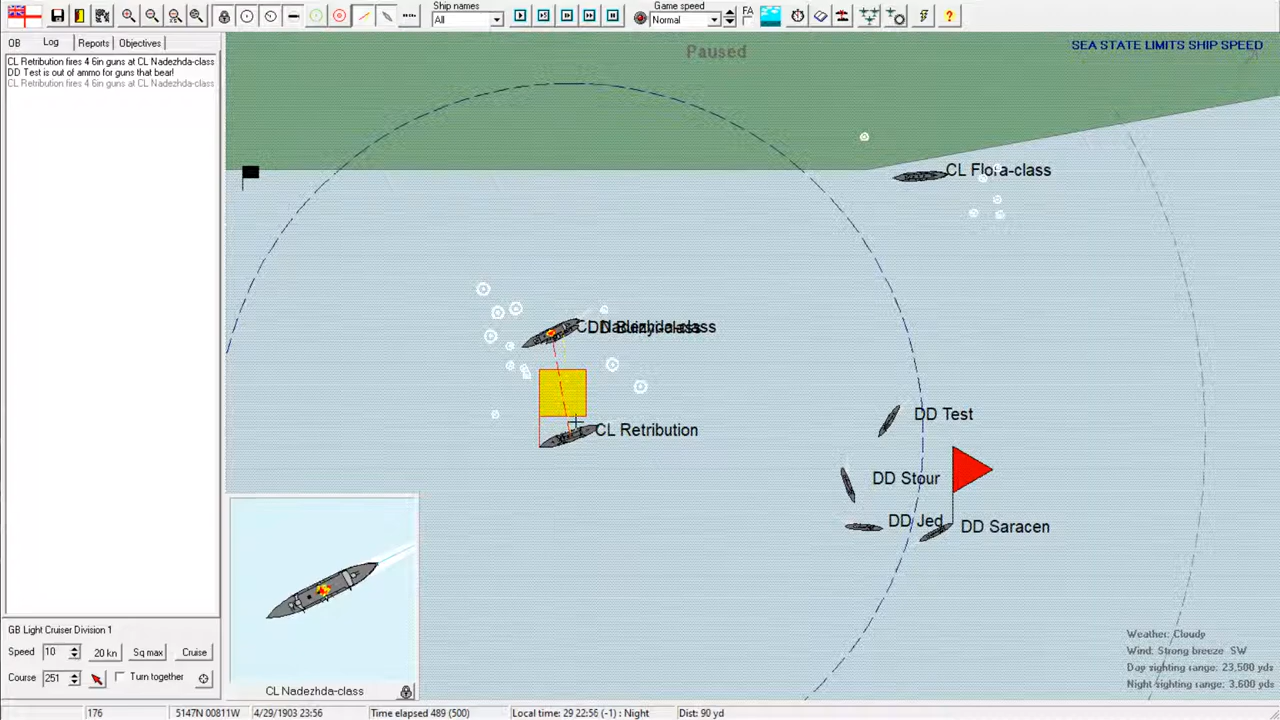 Ship names
All
Game speed
Normal
FA
OB
Log
Reports
Objectives
CL Retribution fires 4 6in guns at CL Nadezhda-class
DD Test is out of ammo for guns that bear!
CL Retribution fires 4 6in guns at CL Nadezhda-class
Paused
SEA STATE LIMITS SHIP SPEED
CL Flora-class
CL Nadezhda-class
CL Retribution
DD Test
DD Stour
DD Jed
DD Saracen
CL Nadezhda-class
Weather: Cloudy
Wind: Strong breeze SW
Day sighting range: 23,500 yds
Night sighting range: 3,600 yds
GB Light Cruiser Division 1
Speed
10
20 kn
Sq max
Cruise
Course
251
Turn together
176
5147N 00811W
4/29/1903 23:56
Time elapsed 489 (500)
Local time: 29 22:56 (-1) : Night
Dist: 90 yd